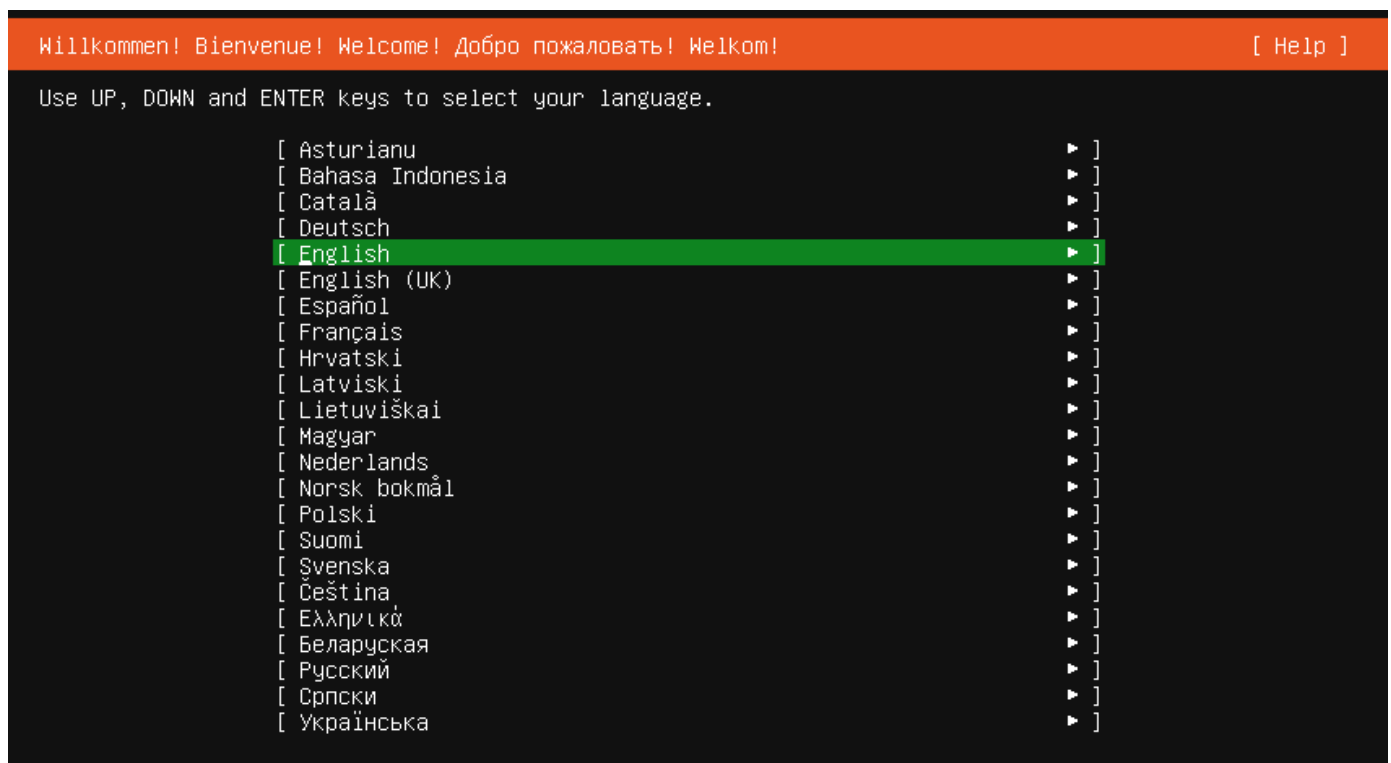 Willkommen! Bienvenue! Welcome! Добро пожаловать! Welkom! [ Help ]
Use UP, DOWN and ENTER keys to select your language.
[ Asturianu ▸ ]
[ Bahasa Indonesia ▸ ]
[ Català ▸ ]
[ Deutsch ▸ ]
[ English ▸ ]
[ English (UK) ▸ ]
[ Español ▸ ]
[ Français ▸ ]
[ Hrvatski ▸ ]
[ Latviski ▸ ]
[ Lietuviškai ▸ ]
[ Magyar ▸ ]
[ Nederlands ▸ ]
[ Norsk bokmål ▸ ]
[ Polski ▸ ]
[ Suomi ▸ ]
[ Svenska ▸ ]
[ Čeština ▸ ]
[ Ελληνικά ▸ ]
[ Беларуская ▸ ]
[ Русский ▸ ]
[ Српски ▸ ]
[ Українська ▸ ]